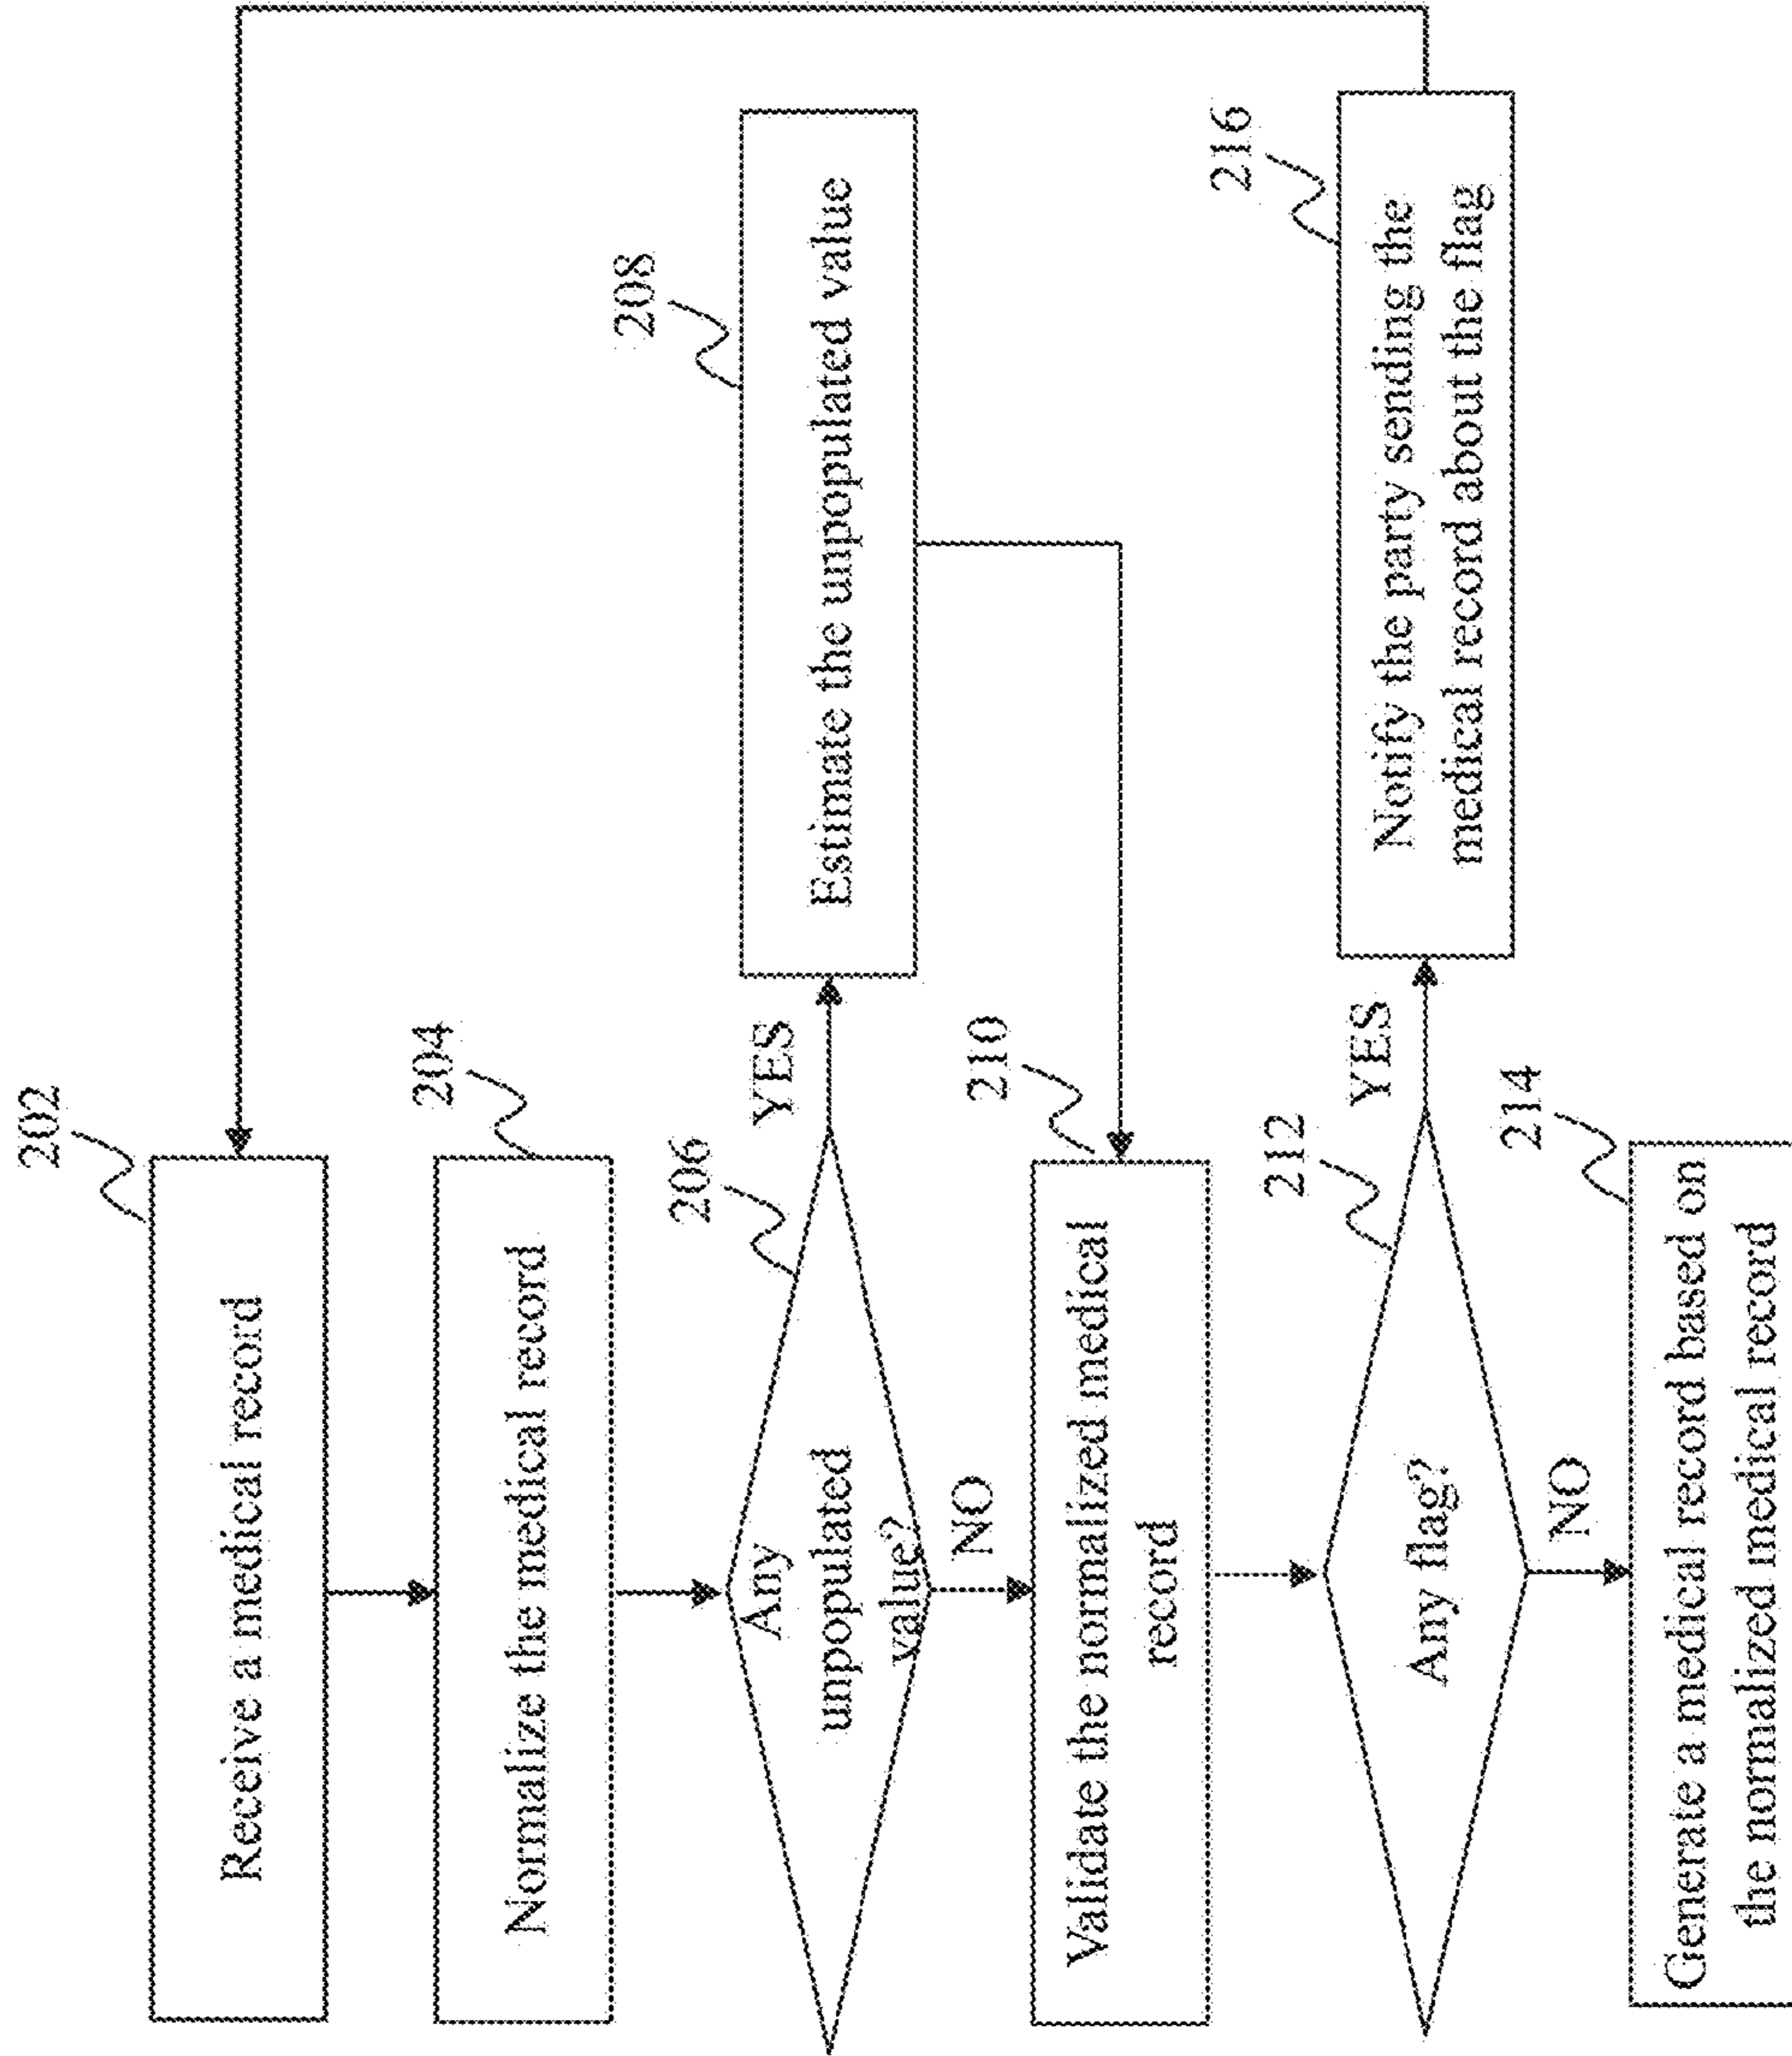 202
Receive a medical record
204
Normalize the medical record
206
Any
unpopulated
value?
YES
NO
208
Estimate the unpopulated value
210
Validate the normalized medical
record
212
Any flag?
YES
NO
216
Notify the party sending the
medical record about the flag
214
Generate a medical record based on
the normalized medical record